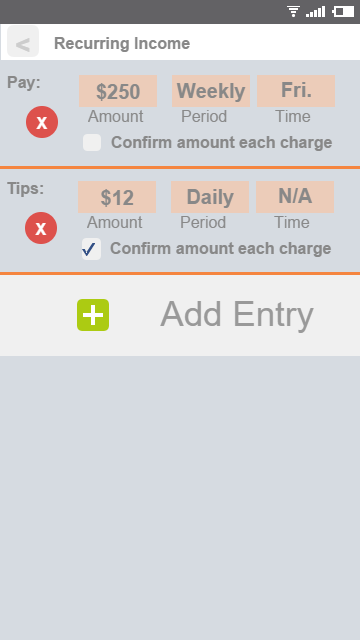 < Recurring Income
Pay: $250 Weekly Fri.
x Amount Period Time
Confirm amount each charge
Tips: $12 Daily N/A
x Amount Period Time
Confirm amount each charge
+ Add Entry